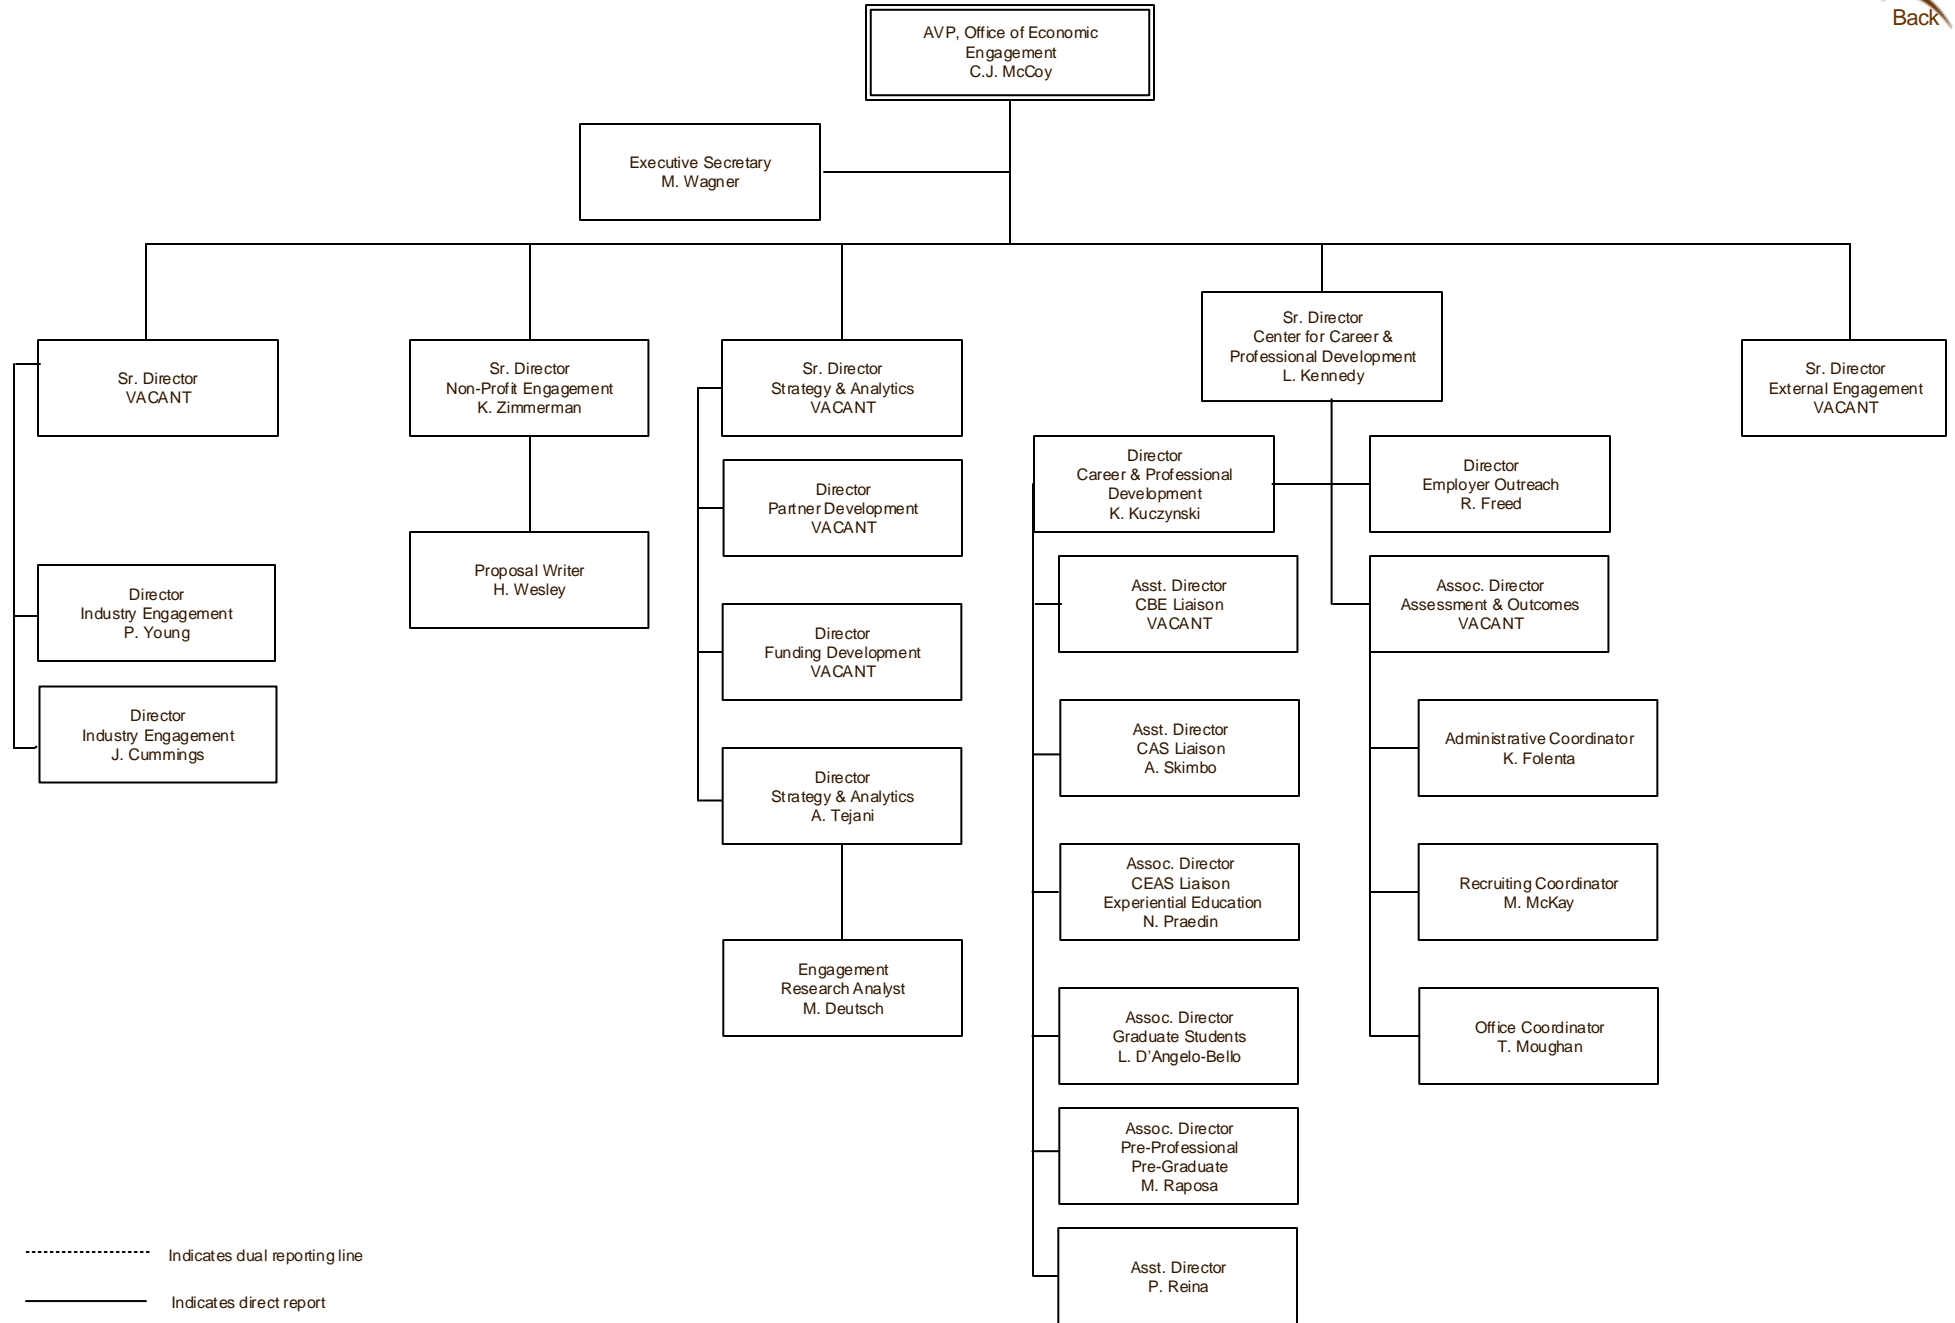 Back
AVP, Office of Economic
Engagement
C.J. McCoy
Executive Secretary
M. Wagner
Sr. Director
VACANT
Director
Industry Engagement
P. Young
Director
Industry Engagement
J. Cummings
Sr. Director
Non-Profit Engagement
K. Zimmerman
Proposal Writer
H. Wesley
Sr. Director
Strategy & Analytics
VACANT
Director
Partner Development
VACANT
Director
Funding Development
VACANT
Director
Strategy & Analytics
A. Tejani
Engagement
Research Analyst
M. Deutsch
Sr. Director
Center for Career &
Professional Development
L. Kennedy
Director
Career & Professional
Development
K. Kuczynski
Asst. Director
CBE Liaison
VACANT
Asst. Director
CAS Liaison
A. Skimbo
Assoc. Director
CEAS Liaison
Experiential Education
N. Praedin
Assoc. Director
Graduate Students
L. D’Angelo-Bello
Assoc. Director
Pre-Professional
Pre-Graduate
M. Raposa
Asst. Director
P. Reina
Director
Employer Outreach
R. Freed
Assoc. Director
Assessment & Outcomes
VACANT
Administrative Coordinator
K. Folenta
Recruiting Coordinator
M. McKay
Office Coordinator
T. Moughan
Sr. Director
External Engagement
VACANT
Indicates dual reporting line
Indicates direct report